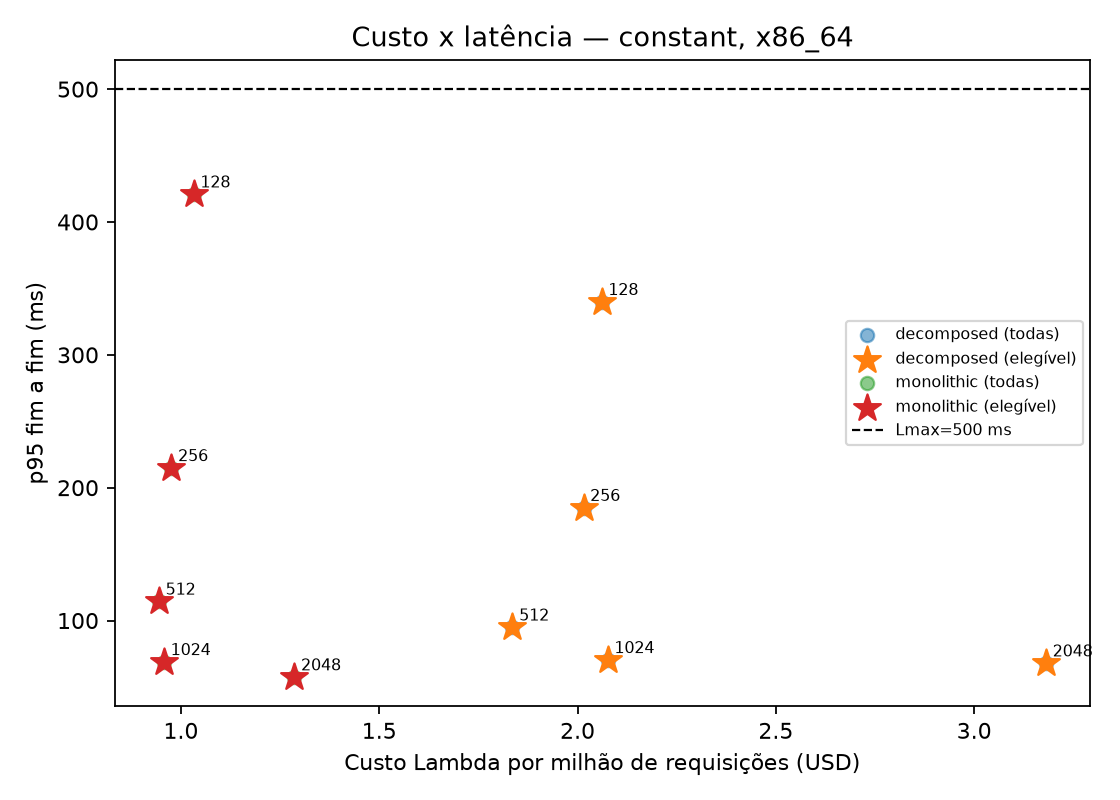 Custo x latência — constant, x86_64
500
400
300
200
100
p95 fim a fim (ms)
128
128
256
256
512
512
1024
1024
2048
2048
decomposed (todas)
decomposed (elegível)
monolithic (todas)
monolithic (elegível)
Lmax=500 ms
1.0 1.5 2.0 2.5 3.0
Custo Lambda por milhão de requisições (USD)